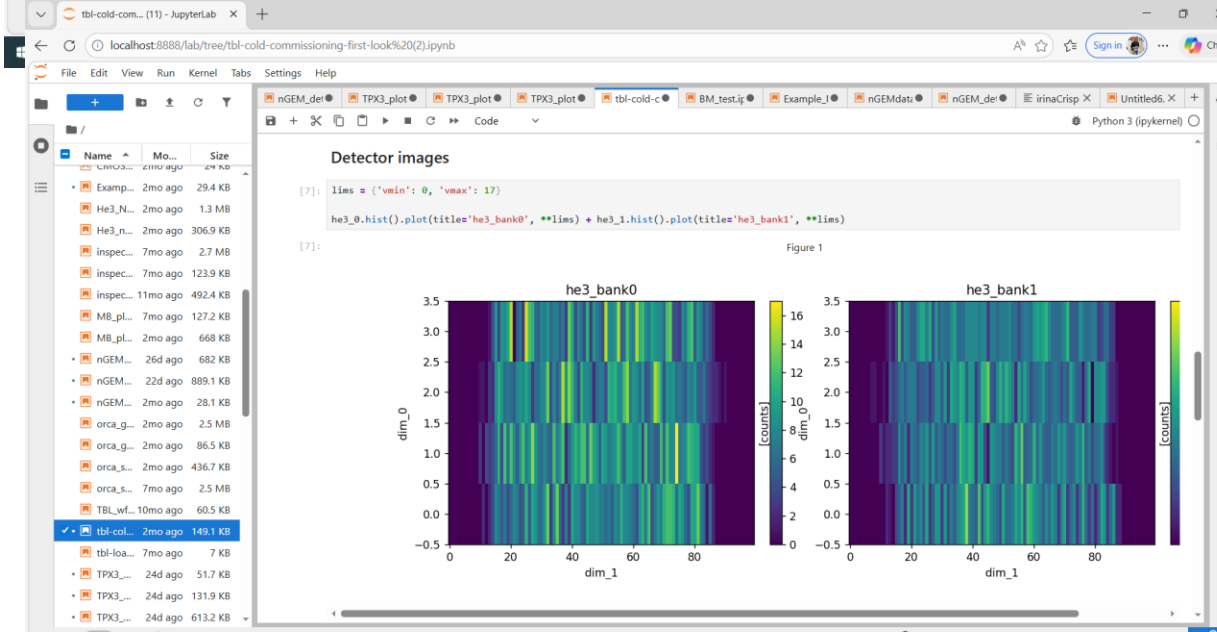 tbl-cold-com... (11) - JupyterLab
localhost:8888/lab/tree/tbl-cold-commissioning-first-look%20(2).ipynb
Sign in
File Edit View Run Kernel Tabs Settings Help
nGEM_det TPX3_plot TPX3_plot TPX3_plot tbl-cold-c BM_test.ip Example_I nGEMdata nGEM_det irinaCrisp Untitled6.
Code
Python 3 (ipykernel)
/
Name Mo... Size
CMOS... 2mo ago 24 KB
Examp... 2mo ago 29.4 KB
He3_N... 2mo ago 1.3 MB
He3_n... 2mo ago 306.9 KB
inspec... 7mo ago 2.7 MB
inspec... 7mo ago 123.9 KB
inspec... 11mo ago 492.4 KB
MB_pl... 7mo ago 127.2 KB
MB_pl... 2mo ago 668 KB
nGEM... 26d ago 682 KB
nGEM... 22d ago 889.1 KB
nGEM... 2mo ago 28.1 KB
orca_g... 2mo ago 2.5 MB
orca_q... 2mo ago 86.5 KB
orca_s... 2mo ago 436.7 KB
orca_s... 7mo ago 2.5 MB
TBL_wf... 10mo ago 60.5 KB
tbl-col... 2mo ago 149.1 KB
tbl-loa... 7mo ago 7 KB
TPX3_... 24d ago 51.7 KB
TPX3_... 24d ago 131.9 KB
TPX3_... 24d ago 613.2 KB
Detector images
[7]: lims = {'vmin': 0, 'vmax': 17}
he3_0.hist().plot(title='he3_bank0', **lims) + he3_1.hist().plot(title='he3_bank1', **lims)
[7]:
Figure 1
he3_bank0
3.5
3.0
2.5
2.0
1.5
1.0
0.5
0.0
−0.5
dim_0
0 20 40 60 80
dim_1
16
14
12
10
8
6
4
2
0
[counts]
he3_bank1
3.5
3.0
2.5
2.0
1.5
1.0
0.5
0.0
−0.5
dim_0
0 20 40 60 80
dim_1
[counts]